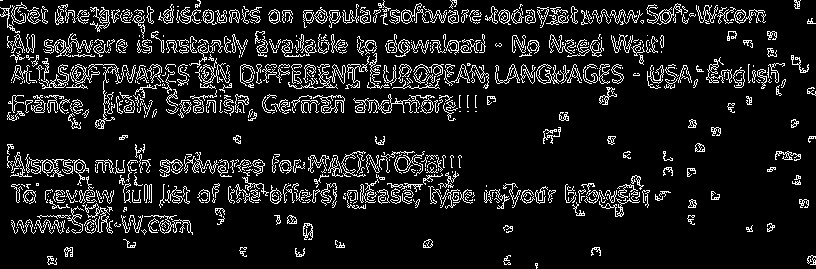 Get the great discounts on popular software today at www.Soft-W.com
All sofware is instantly available to download - No Need Wait!
ALL SOFTWARES ON DIFFERENT EUROPEAN LANGUAGES - USA, English,
France, Italy, Spanish, German and more!!!
Also so much softwares for MACINTOSH!!!
To review full list of the offers, please, type in your browser
www.Soft-W.com